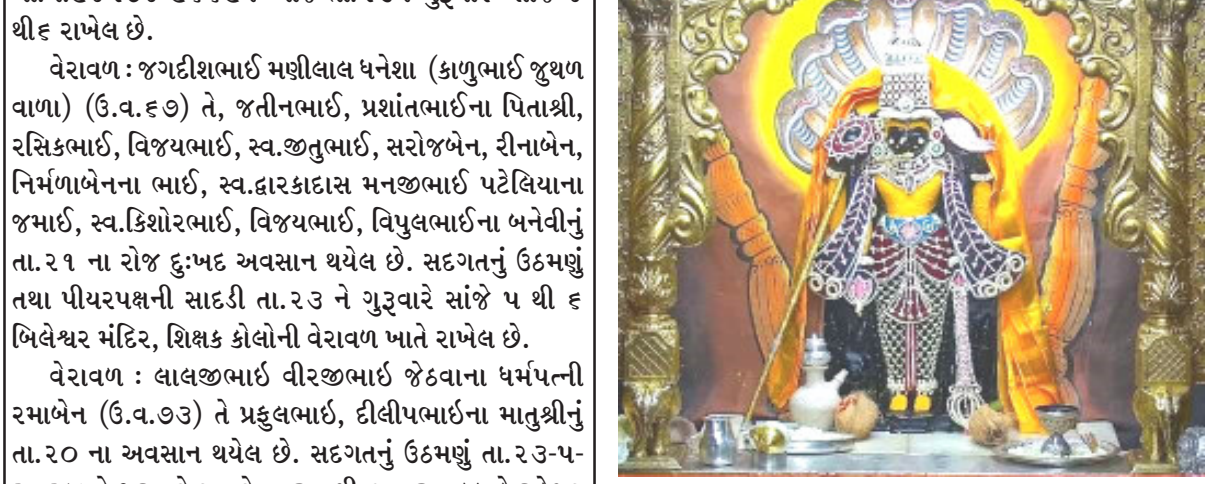 થી૬ રાખેલ છે.
વેરાવળ : જગદીશભાઈ મણીલાલ ધનેશા (કાળુભાઈ જુથળ
વાળા) (ઉ.વ.૬૭) તે, જતીનભાઈ, પ્રશાંતભાઈના પિતાશ્રી,
રસિકભાઈ, વિજયભાઈ, સ્વ.જીતુભાઈ, સરોજબેન, રીનાબેન,
નિર્મળાબેનના ભાઈ, સ્વ.દ્વારકાદાસ મનજીભાઈ પટેલિયાના
જમાઈ, સ્વ.કિશોરભાઈ, વિજયભાઈ, વિપુલભાઈના બનેવીનું
તા.૨૧ ના રોજ દુઃખદ અવસાન થયેલ છે. સદગતનું ઉઠમણું
તથા પીયરપક્ષની સાદડી તા.૨૩ ને ગુરૂવારે સાંજે ૫ થી ૬
બિલેશ્વર મંદિર, શિક્ષક કોલોની વેરાવળ ખાતે રાખેલ છે.
વેરાવળ : લાલજીભાઇ વીરજીભાઇ જેઠવાના ધર્મપત્ની
રમાબેન (ઉ.વ.૭૩) તે પ્રફુલભાઇ, દીલીપભાઇના માતુશ્રીનું
તા.૨૦ ના અવસાન થયેલ છે. સદગતનું ઉઠમણું તા.૨૩-૫-